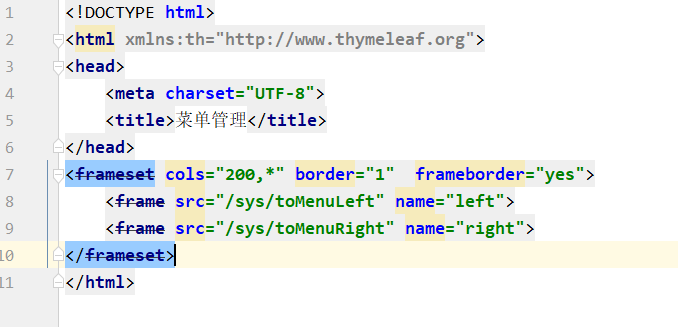 1 <!DOCTYPE html>
2 <html xmlns:th="http://www.thymeleaf.org">
3 <head>
4     <meta charset="UTF-8">
5     <title>菜单管理</title>
6 </head>
7 <frameset cols="200,*" border="1"  frameborder="yes">
8     <frame src="/sys/toMenuLeft" name="left">
9     <frame src="/sys/toMenuRight" name="right">
10 </frameset>
11 </html>